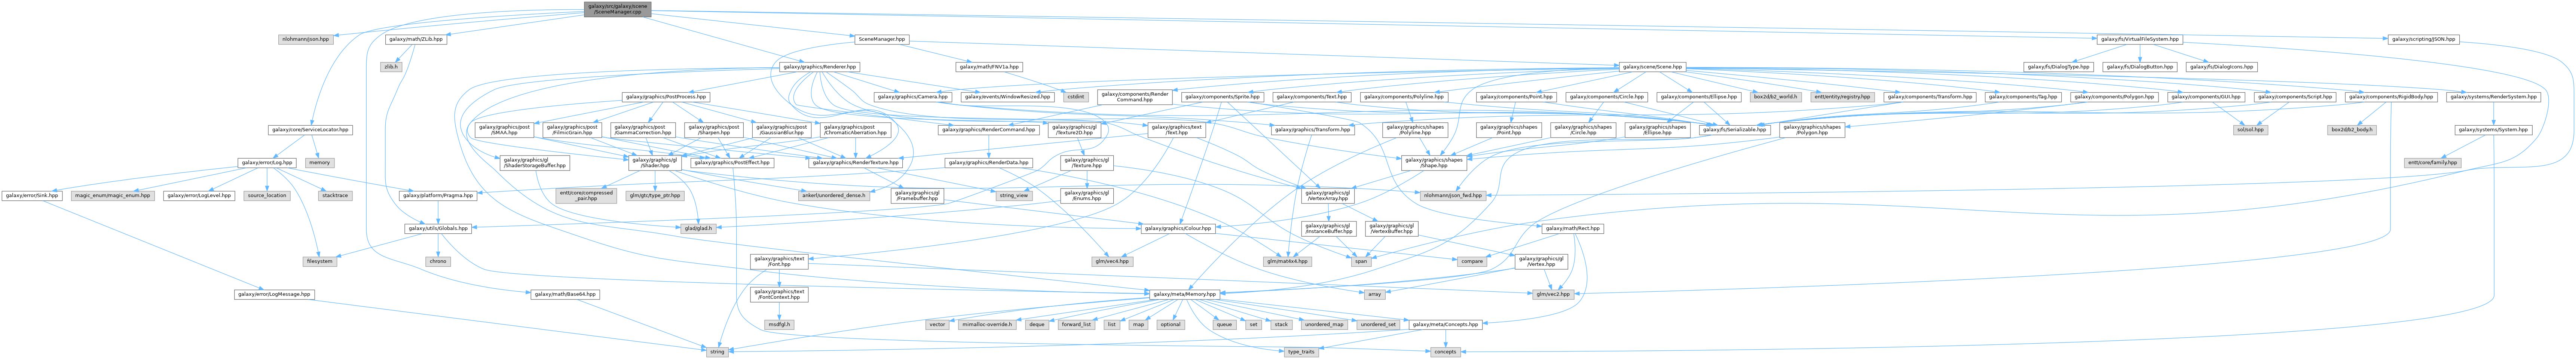 galaxy/src/galaxy/scene
/SceneManager.cpp
nlohmann/json.hpp
galaxy/math/ZLib.hpp
SceneManager.hpp
galaxy/fs/VirtualFileSystem.hpp
galaxy/scripting/JSON.hpp
zlib.h
galaxy/graphics/Renderer.hpp
galaxy/math/FNV1a.hpp
galaxy/scene/Scene.hpp
galaxy/fs/DialogType.hpp
galaxy/fs/DialogButton.hpp
galaxy/fs/DialogIcons.hpp
galaxy/graphics/PostProcess.hpp
galaxy/graphics/Camera.hpp
galaxy/events/WindowResized.hpp
cstdint
galaxy/components/Render
Command.hpp
galaxy/components/Sprite.hpp
galaxy/components/Text.hpp
galaxy/components/Polyline.hpp
galaxy/components/Point.hpp
galaxy/components/Circle.hpp
galaxy/components/Ellipse.hpp
box2d/b2_world.h
entt/entity/registry.hpp
galaxy/components/Transform.hpp
galaxy/components/Tag.hpp
galaxy/components/Polygon.hpp
galaxy/components/GUI.hpp
galaxy/components/Script.hpp
galaxy/components/RigidBody.hpp
galaxy/systems/RenderSystem.hpp
galaxy/core/ServiceLocator.hpp
galaxy/graphics/post
/SMAA.hpp
galaxy/graphics/post
/FilmicGrain.hpp
galaxy/graphics/post
/GammaCorrection.hpp
galaxy/graphics/post
/Sharpen.hpp
galaxy/graphics/post
/GaussianBlur.hpp
galaxy/graphics/post
/ChromaticAberration.hpp
galaxy/graphics/RenderCommand.hpp
galaxy/graphics/gl
/Texture2D.hpp
galaxy/graphics/text
/Text.hpp
galaxy/graphics/Transform.hpp
galaxy/graphics/shapes
/Polyline.hpp
galaxy/graphics/shapes
/Point.hpp
galaxy/graphics/shapes
/Circle.hpp
galaxy/graphics/shapes
/Ellipse.hpp
galaxy/fs/Serializable.hpp
galaxy/graphics/shapes
/Polygon.hpp
sol/sol.hpp
box2d/b2_body.h
galaxy/systems/System.hpp
galaxy/error/Log.hpp
memory
galaxy/graphics/gl
/ShaderStorageBuffer.hpp
galaxy/graphics/gl
/Shader.hpp
galaxy/graphics/PostEffect.hpp
galaxy/graphics/RenderTexture.hpp
galaxy/graphics/RenderData.hpp
galaxy/graphics/gl
/Texture.hpp
galaxy/graphics/shapes
/Shape.hpp
entt/core/family.hpp
galaxy/error/Sink.hpp
magic_enum/magic_enum.hpp
galaxy/error/LogLevel.hpp
source_location
stacktrace
galaxy/platform/Pragma.hpp
entt/core/compressed
_pair.hpp
glm/gtc/type_ptr.hpp
ankerl/unordered_dense.h
galaxy/graphics/gl
/FrameBuffer.hpp
string_view
galaxy/graphics/gl
/Enums.hpp
galaxy/graphics/gl
/VertexArray.hpp
nlohmann/json_fwd.hpp
galaxy/utils/Globals.hpp
glad/glad.h
galaxy/graphics/Colour.hpp
galaxy/graphics/gl
/InstanceBuffer.hpp
galaxy/graphics/gl
/VertexBuffer.hpp
galaxy/math/Rect.hpp
filesystem
chrono
galaxy/graphics/text
/Font.hpp
glm/vec4.hpp
glm/mat4x4.hpp
span
compare
galaxy/graphics/gl
/Vertex.hpp
galaxy/error/LogMessage.hpp
galaxy/math/Base64.hpp
galaxy/graphics/text
/FontContext.hpp
galaxy/meta/Memory.hpp
array
glm/vec2.hpp
msdfgl.h
vector
mimalloc-override.h
deque
forward_list
list
map
optional
queue
set
stack
unordered_map
unordered_set
galaxy/meta/Concepts.hpp
string
type_traits
concepts